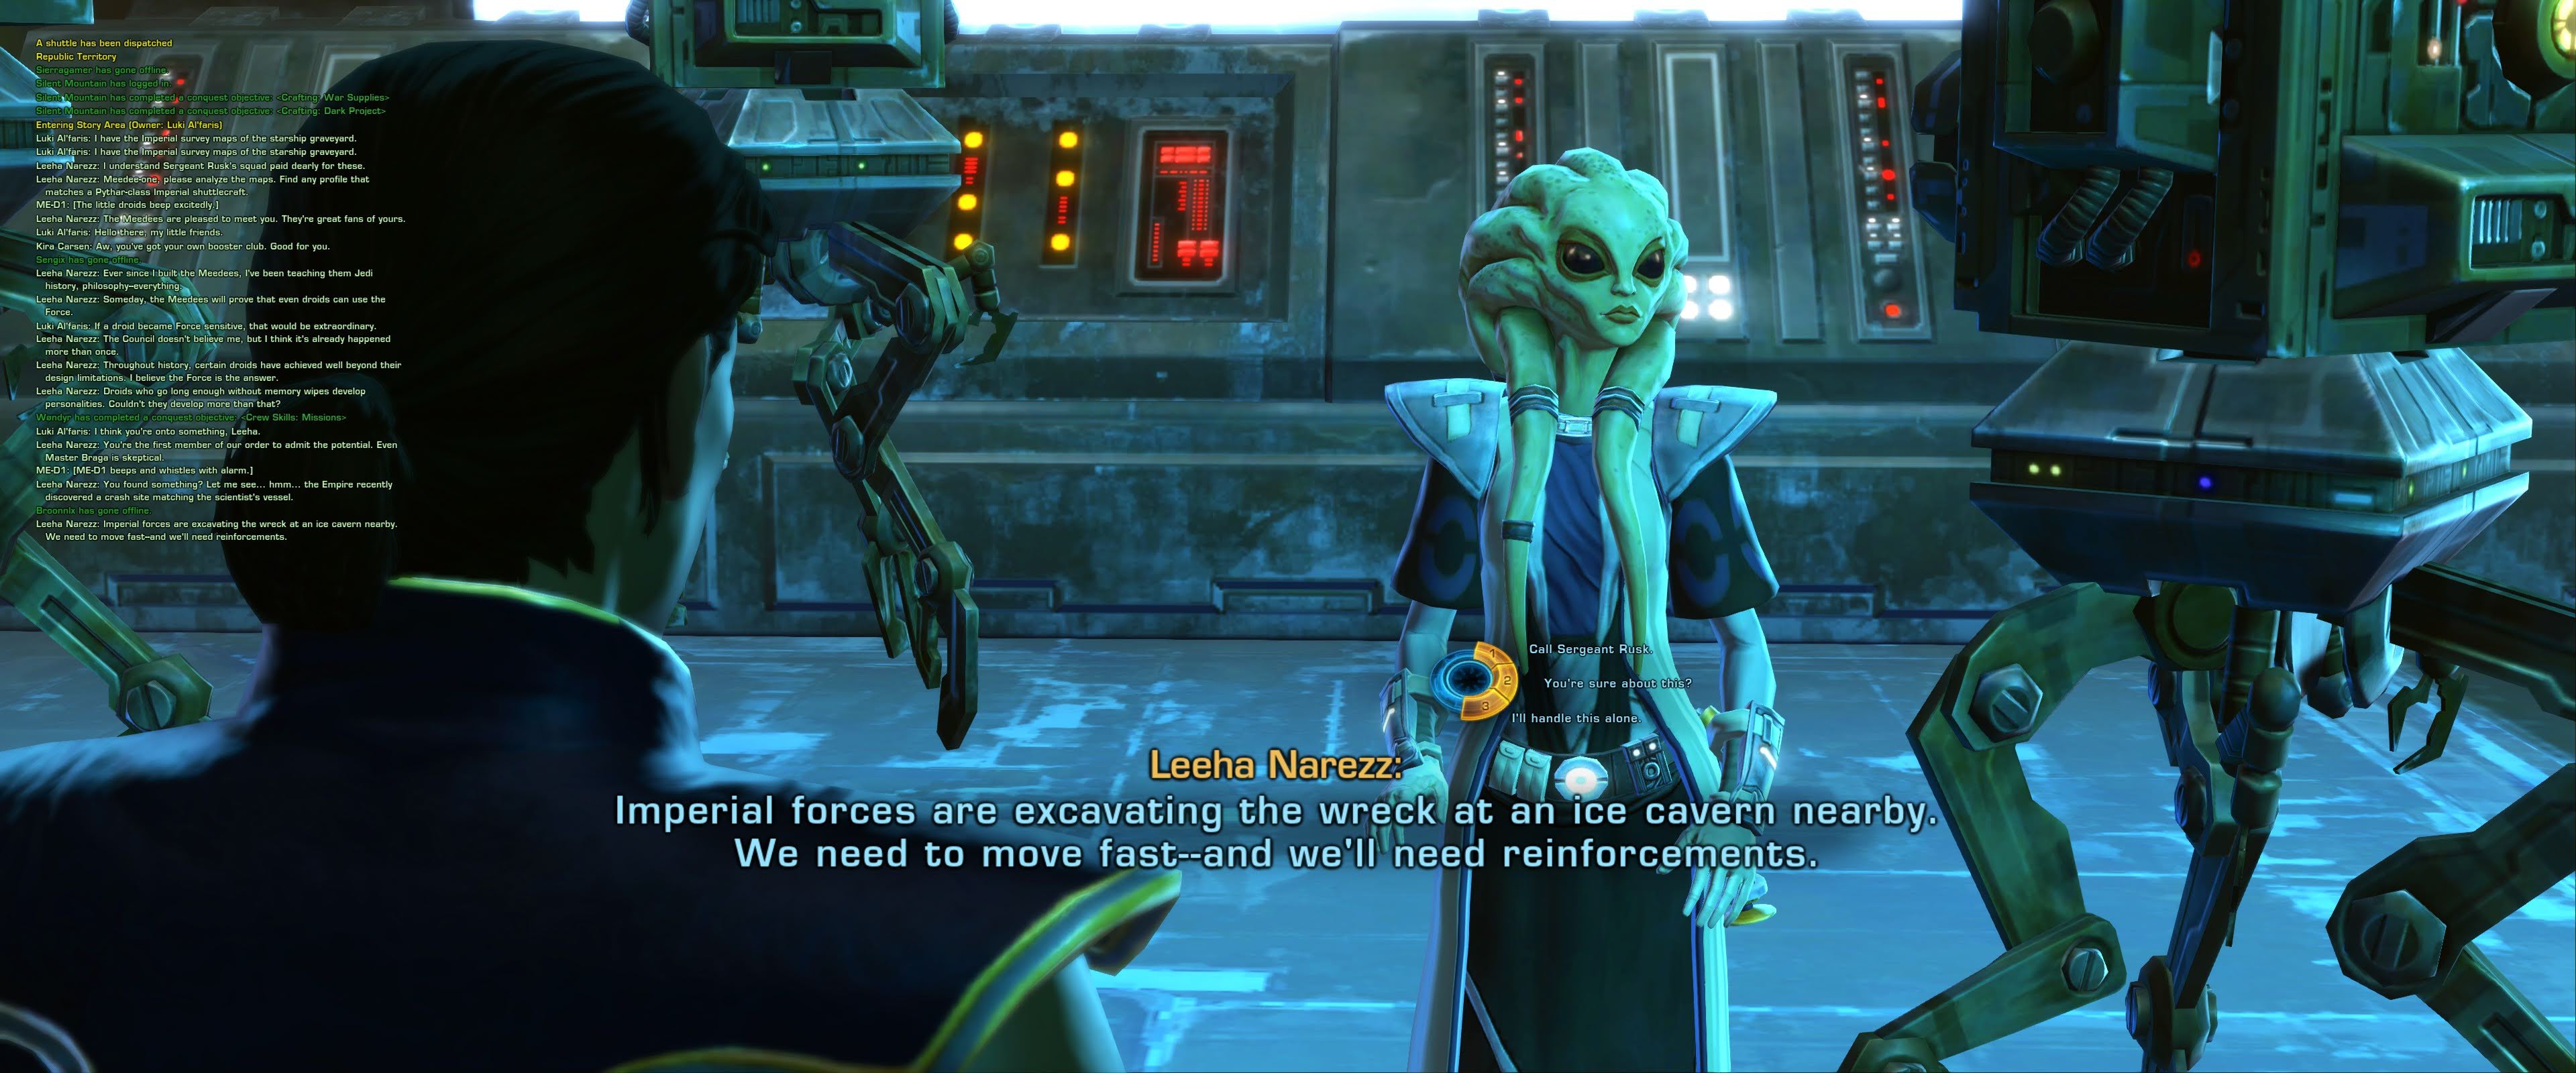 A shuttle has been dispatched
Republic Territory
Sierragamer has gone offline.
Silent Mountain has logged in.
Silent Mountain has completed a conquest objective: <Crafting: War Supplies>
Silent Mountain has completed a conquest objective: <Crafting: Dark Project>
Entering Story Area (Owner: Luki Al'faris)
Luki Al'faris: I have the Imperial survey maps of the starship graveyard.
Luki Al'faris: I have the Imperial survey maps of the starship graveyard.
Leeha Narezz: I understand Sergeant Rusk's squad paid dearly for these.
Leeha Narezz: Meedee-one, please analyze the maps. Find any profile that
matches a Pythar-class Imperial shuttlecraft.
ME-D1: [The little droids beep excitedly.]
Leeha Narezz: The Meedees are pleased to meet you. They're great fans of yours.
Luki Al'faris: Hello there, my little friends.
Kira Carsen: Aw, you've got your own booster club. Good for you.
Sengix has gone offline.
Leeha Narezz: Ever since I built the Meedees, I've been teaching them Jedi
history, philosophy--everything.
Leeha Narezz: Someday, the Meedees will prove that even droids can use the
Force.
Luki Al'faris: If a droid became Force sensitive, that would be extraordinary.
Leeha Narezz: The Council doesn't believe me, but I think it's already happened
more than once.
Leeha Narezz: Throughout history, certain droids have achieved well beyond their
design limitations. I believe the Force is the answer.
Leeha Narezz: Droids who go long enough without memory wipes develop
personalities. Couldn't they develop more than that?
Wøndyr has completed a conquest objective: <Crew Skills: Missions>
Luki Al'faris: I think you're onto something, Leeha.
Leeha Narezz: You're the first member of our order to admit the potential. Even
Master Braga is skeptical.
ME-D1: [ME-D1 beeps and whistles with alarm.]
Leeha Narezz: You found something? Let me see... hmm... the Empire recently
discovered a crash site matching the scientist's vessel.
Broonnix has gone offline.
Leeha Narezz: Imperial forces are excavating the wreck at an ice cavern nearby.
We need to move fast--and we'll need reinforcements.
1 Call Sergeant Rusk.
2 You're sure about this?
3 I'll handle this alone.
Leeha Narezz:
Imperial forces are excavating the wreck at an ice cavern nearby.
We need to move fast--and we'll need reinforcements.